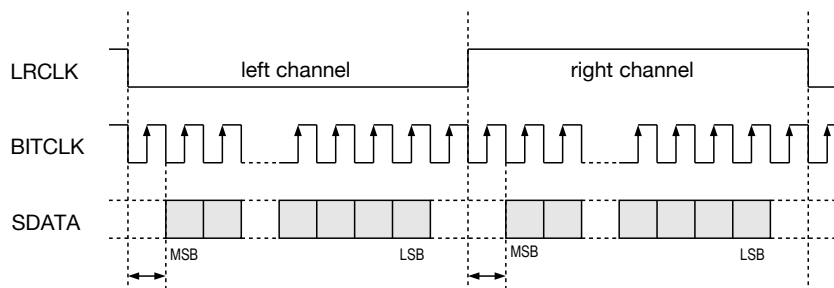 LRCLK left channel right channel
BITCLK
SDATA
MSB LSB MSB LSB